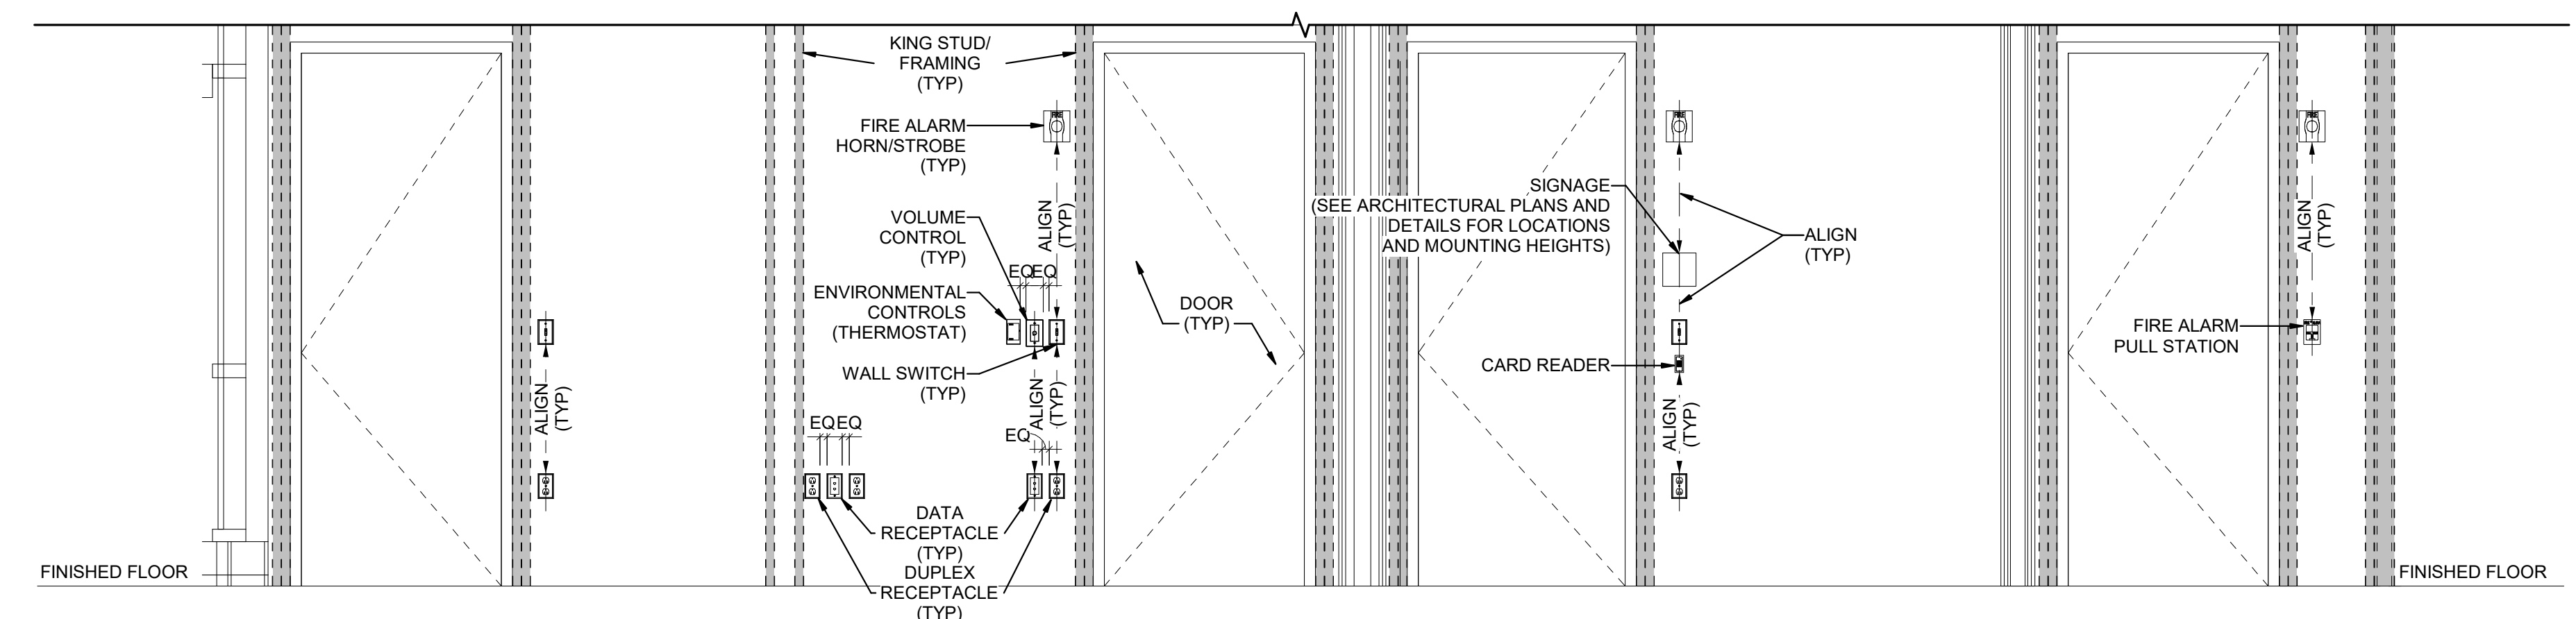 KING STUD/
FRAMING
(TYP)
FIRE ALARM
HORN/STROBE
(TYP)
VOLUME
CONTROL
(TYP)
ALIGN
(TYP)
EQ EQ
ENVIRONMENTAL
CONTROLS
(THERMOSTAT)
WALL SWITCH
(TYP)
ALIGN
(TYP)
ALIGN
(TYP)
EQ EQ
EQ
DATA
RECEPTACLE
(TYP)
DUPLEX
RECEPTACLE
(TYP)
DOOR
(TYP)
SIGNAGE
(SEE ARCHITECTURAL PLANS AND
DETAILS FOR LOCATIONS
AND MOUNTING HEIGHTS)
ALIGN
(TYP)
CARD READER
ALIGN
(TYP)
ALIGN
(TYP)
FIRE ALARM
PULL STATION
FINISHED FLOOR
FINISHED FLOOR